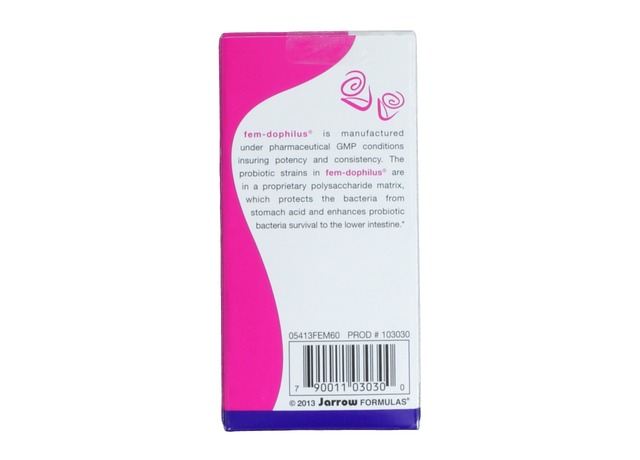 fem-dophilus® is manufactured
under pharmaceutical GMP conditions
insuring potency and consistency. The
probiotic strains in fem-dophilus® are
in a proprietary polysaccharide matrix,
which protects the bacteria from
stomach acid and enhances probiotic
bacteria survival to the lower intestine.*
05413FEM60 PROD # 103030
7 90011 03030 0
© 2013 Jarrow FORMULAS®